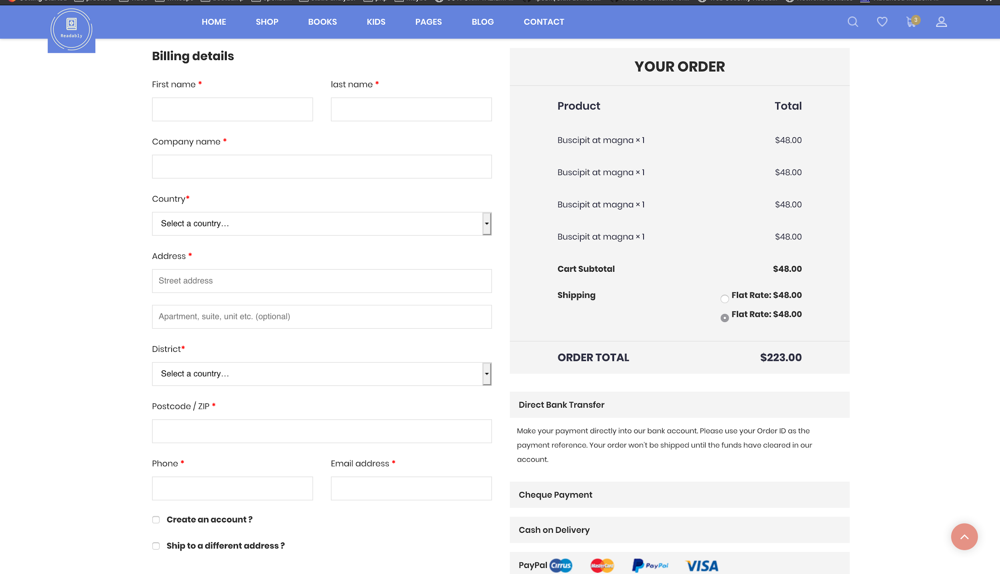 HOME SHOP BOOKS KIDS PAGES BLOG CONTACT 3
Readably
Billing details
First name * last name *
Company name *
Country*
Select a country...
Address *
Street address
Apartment, suite, unit etc. (optional)
District*
Select a country...
Postcode / ZIP *
Phone * Email address *
Create an account ?
Ship to a different address ?
YOUR ORDER
Product Total
Buscipit at magna × 1 $48.00
Buscipit at magna × 1 $48.00
Buscipit at magna × 1 $48.00
Buscipit at magna × 1 $48.00
Cart Subtotal $48.00
Shipping Flat Rate: $48.00
Flat Rate: $48.00
ORDER TOTAL $223.00
Direct Bank Transfer
Make your payment directly into our bank account. Please use your Order ID as the
payment reference. Your order won't be shipped until the funds have cleared in our
account.
Cheque Payment
Cash on Delivery
PayPal Cirrus MasterCard PayPal VISA